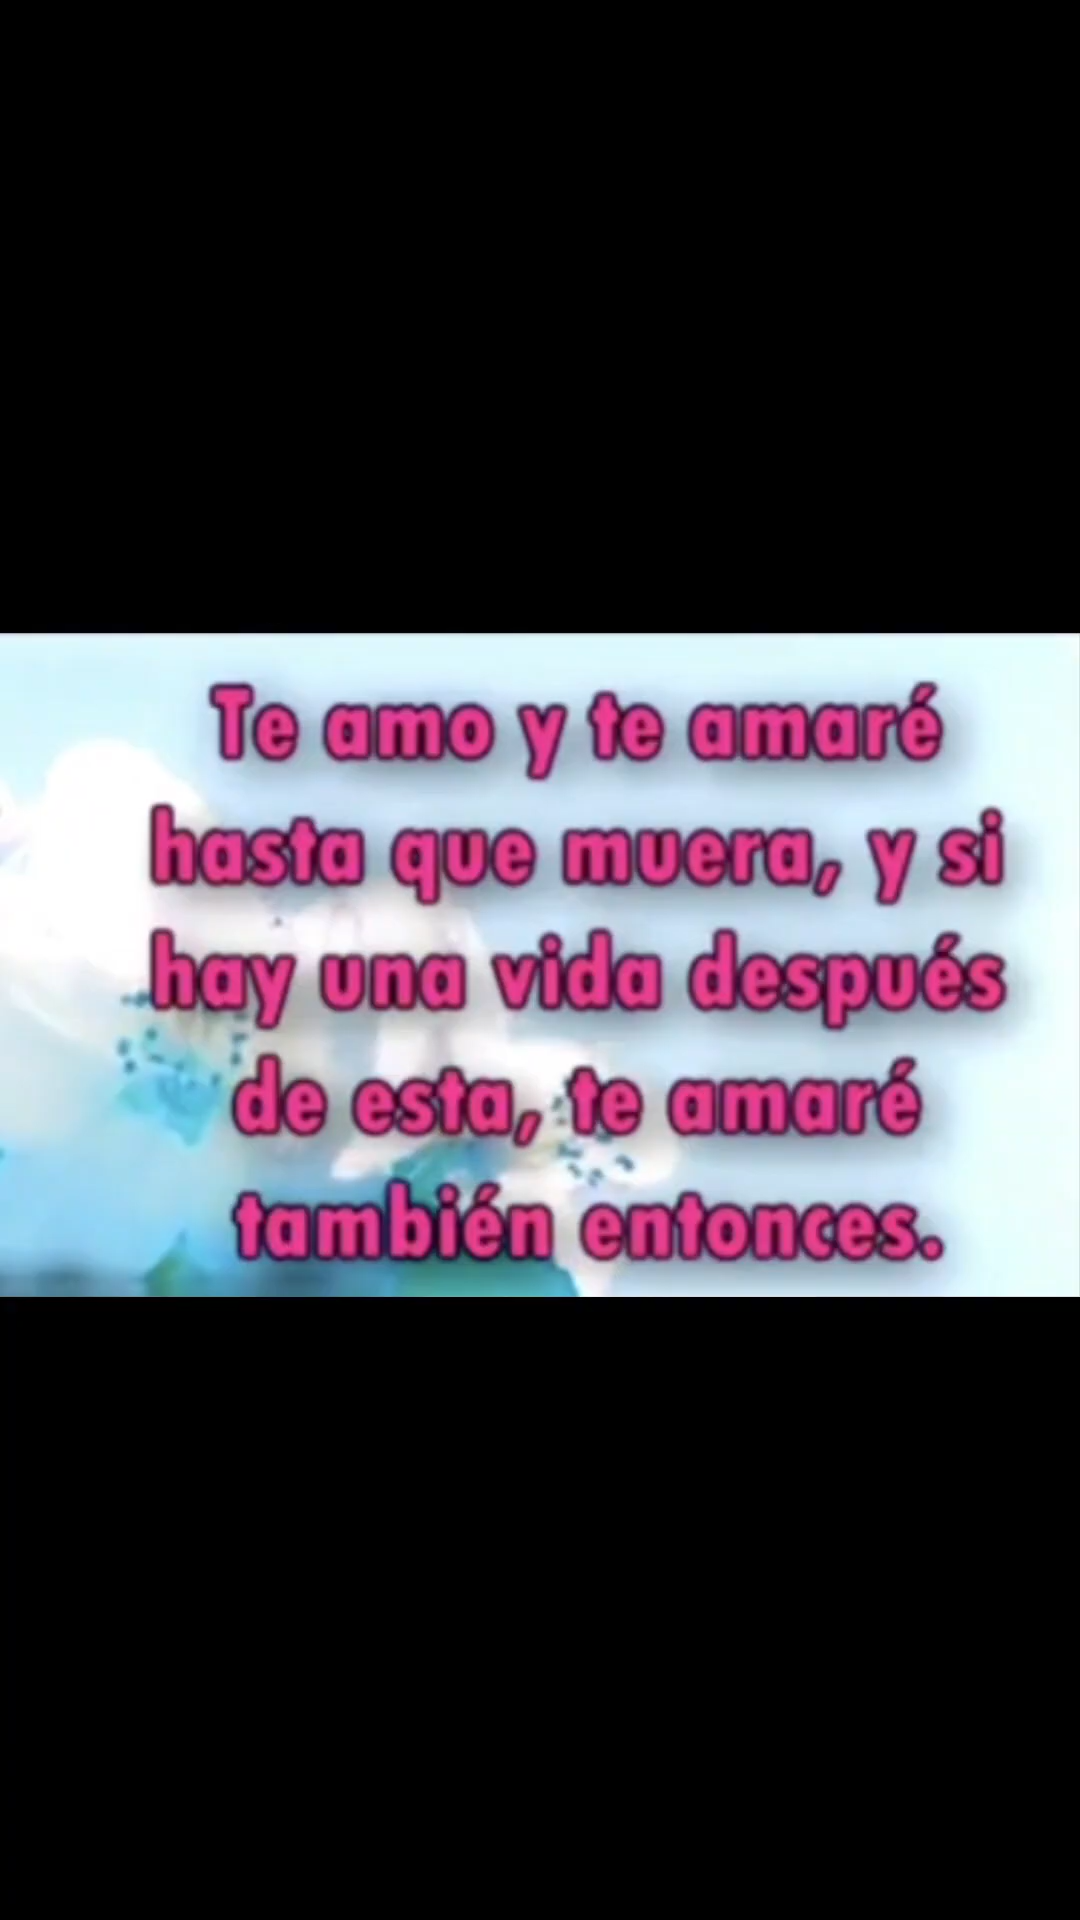 Te amo y te amaré
hasta que muera, y si
hay una vida después
de esta, te amaré
también entonces.